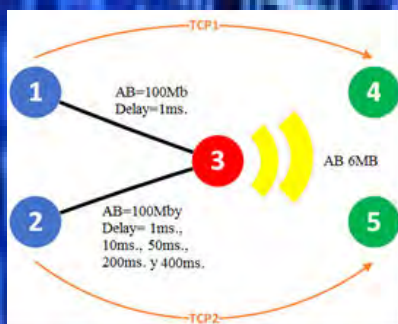 TCP1
1
4
AB=100Mb
Delay=1ms.
3
AB 6MB
2
5
AB=100Mby
Delay= 1ms.,
10ms., 50ms.,
200ms. y 400ms.
TCP2